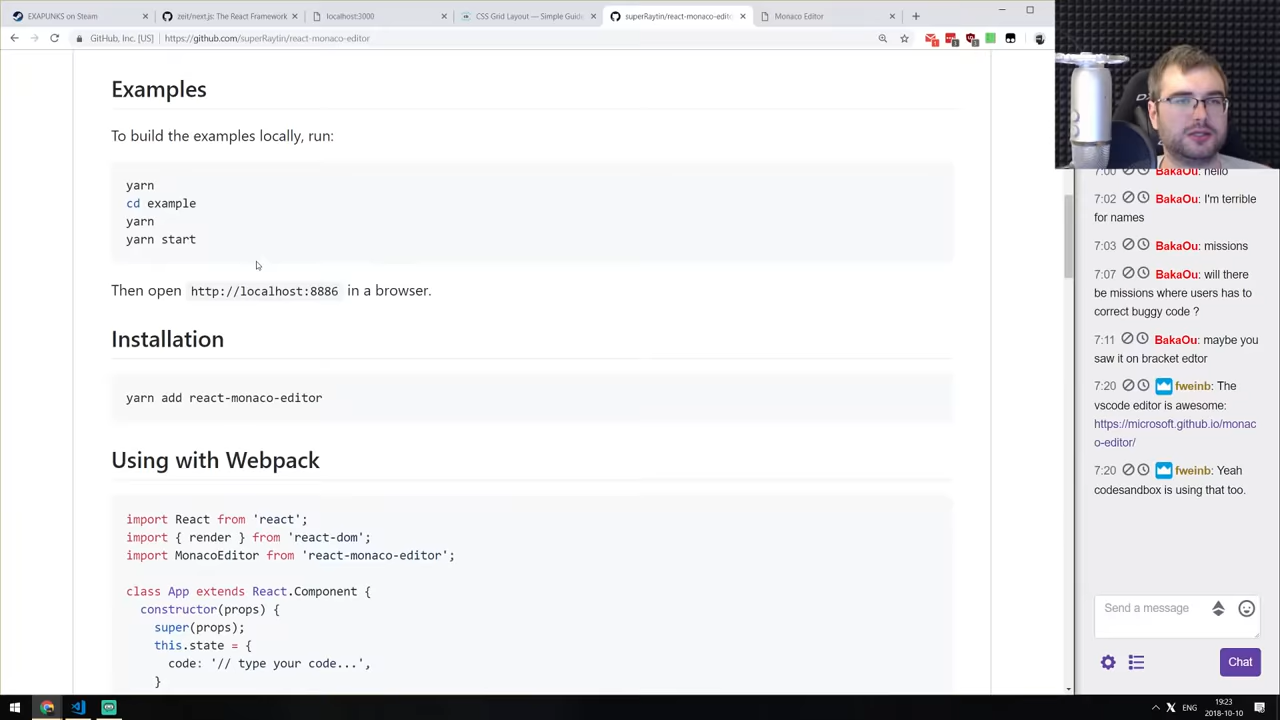 EXAPUNKS on Steam
zeit/next.js: The React Framework
localhost:3000
CSS Grid Layout — Simple Guide
superRaytin/react-monaco-edito
Monaco Editor
GitHub, Inc. [US]
https://github.com/superRaytin/react-monaco-editor
Examples
To build the examples locally, run:
yarn
cd example
yarn
yarn start
Then open http://localhost:8886 in a browser.
Installation
yarn add react-monaco-editor
Using with Webpack
import React from 'react';
import { render } from 'react-dom';
import MonacoEditor from 'react-monaco-editor';
class App extends React.Component {
constructor(props) {
super(props);
this.state = {
code: '// type your code...',
}
7:00 BakaOu: hello
7:02 BakaOu: I'm terrible
for names
7:03 BakaOu: missions
7:07 BakaOu: will there
be missions where users has to
correct buggy code ?
7:11 BakaOu: maybe you
saw it on bracket edtor
7:20 fweinb: The
vscode editor is awesome:
https://microsoft.github.io/monac
o-editor/
7:20 fweinb: Yeah
codesandbox is using that too.
Send a message
Chat
ENG
19:23
2018-10-10